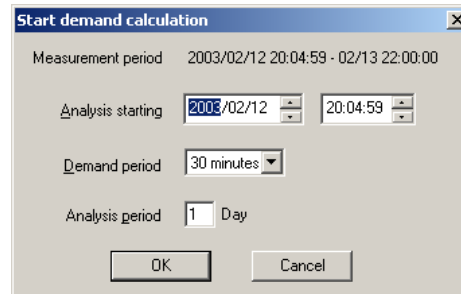 Start demand calculation
Measurement period 2003/02/12 20:04:59 - 02/13 22:00:00
Analysis starting 2003/02/12 20:04:59
Demand period 30 minutes
Analysis period 1 Day
OK Cancel